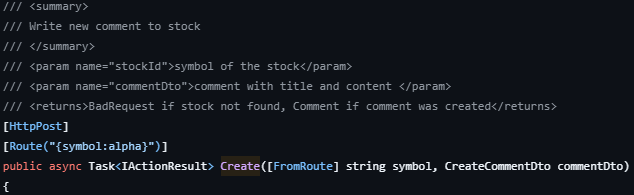 /// <summary>
/// Write new comment to stock
/// </summary>
/// <param name="stockId">symbol of the stock</param>
/// <param name="commentDto">comment with title and content </param>
/// <returns>BadRequest if stock not found, Comment if comment was created</returns>
[HttpPost]
[Route("{symbol:alpha}")]
public async Task<IActionResult> Create([FromRoute] string symbol, CreateCommentDto commentDto)
{